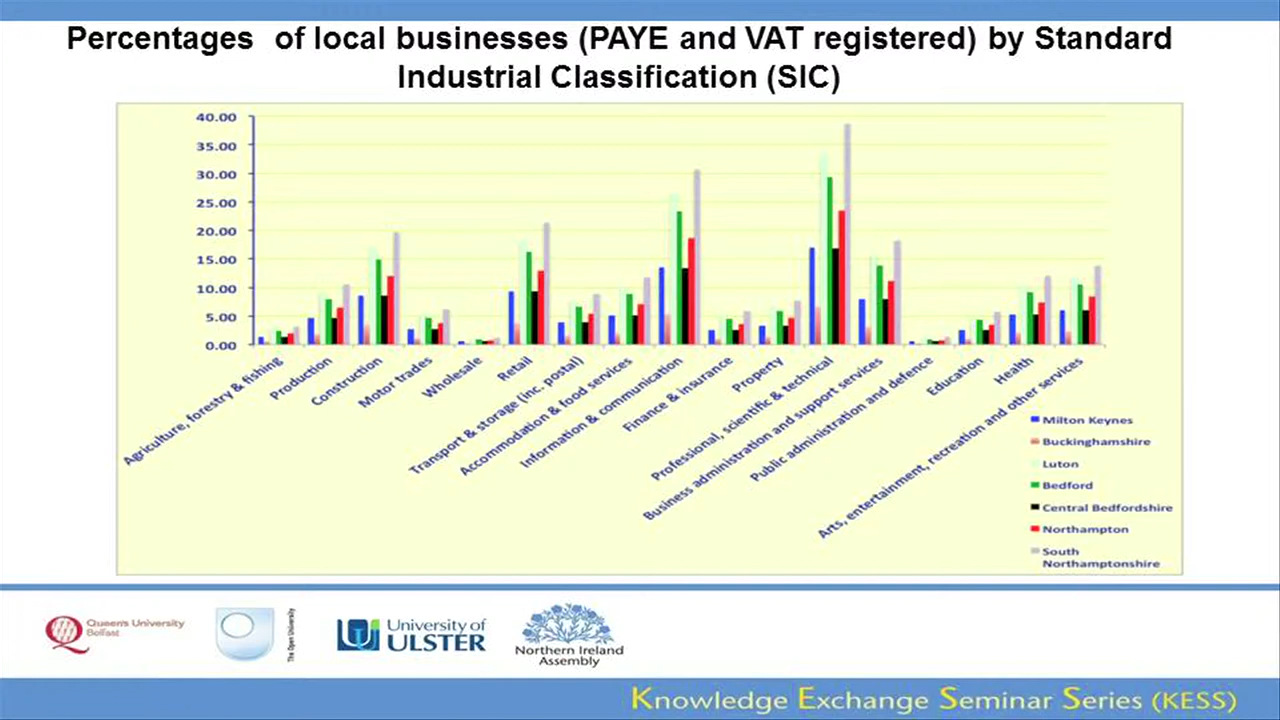 Percentages of local businesses (PAYE and VAT registered) by Standard
Industrial Classification (SIC)
40.00
35.00
30.00
25.00
20.00
15.00
10.00
5.00
0.00
Agriculture, forestry & fishing
Production
Construction
Motor trades
Wholesale
Retail
Transport & storage (inc. postal)
Accommodation & food services
Information & communication
Finance & insurance
Property
Professional, scientific & technical
Business administration and support services
Public administration and defence
Education
Health
Arts, entertainment, recreation and other services
Milton Keynes
Buckinghamshire
Luton
Bedford
Central Bedfordshire
Northampton
South
Northamptonshire
Queen's University
Belfast
The Open University
University of
ULSTER
Northern Ireland
Assembly
Knowledge Exchange Seminar Series (KESS)